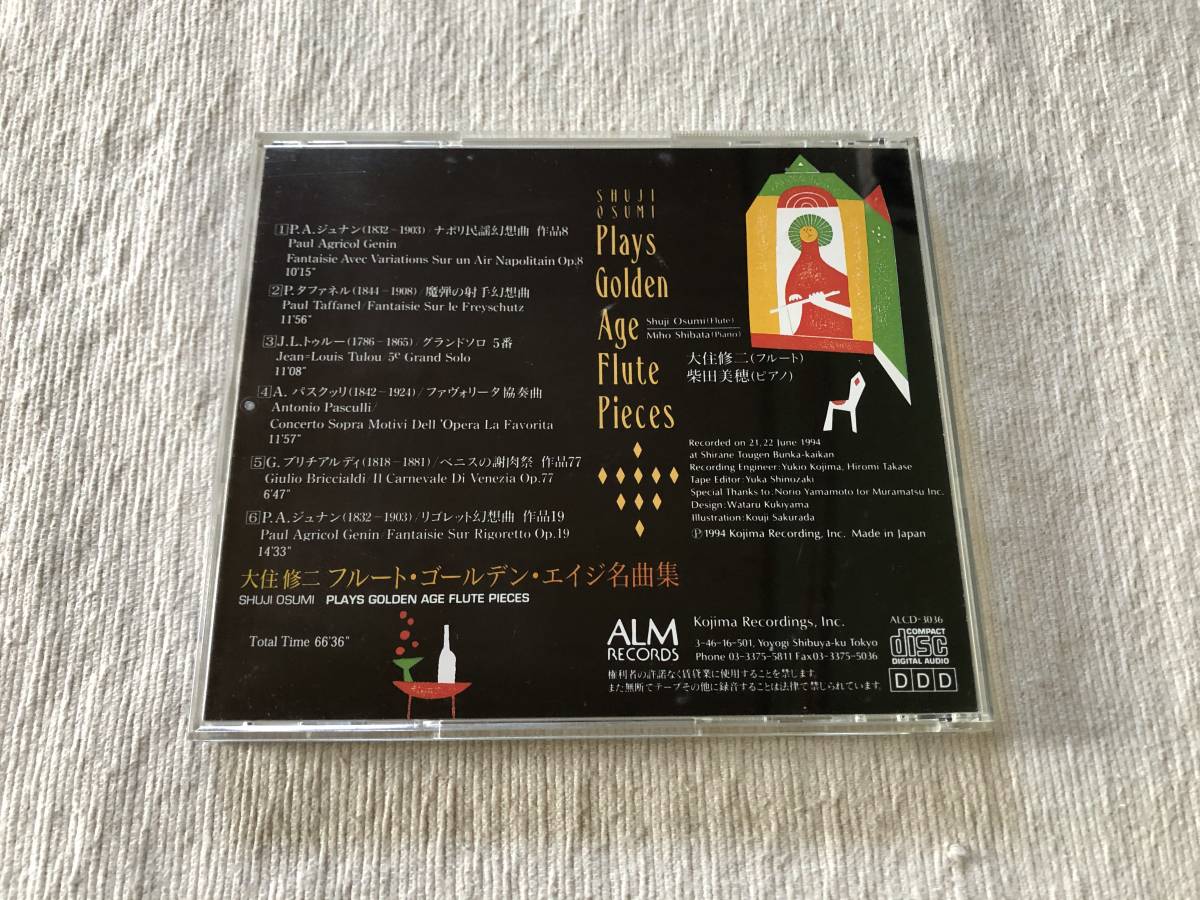 1 P.A.ジュナン(1832-1903)/ナポリ民謡幻想曲 作品8
Paul Agricol Genin
Fantaisie Avec Variations Sur un Air Napolitain Op.8
10'15"
2 P.タファネル(1844-1908)/魔弾の射手幻想曲
Paul Taffanel/Fantaisie Sur le Freyschutz
11'56"
3 J.L.トゥルー(1786-1865)/グランドソロ 5番
Jean=Louis Tulou 5e Grand Solo
11'08"
4 A. パスクッリ(1842-1924)/ファヴォリータ協奏曲
Antonio Pasculli/
Concerto Sopra Motivi Dell'Opera La Favorita
11'57"
5 G.ブリチアルディ(1818-1881)/ベニスの謝肉祭 作品77
Giulio Briccialdi/Il Carnevale Di Venezia Op.77
6'47"
6 P.A.ジュナン(1832-1903)/リゴレット幻想曲 作品19
Paul Agricol Genin/Fantaisie Sur Rigoretto Op.19
14'33"
大住修二 フルート・ゴールデン・エイジ名曲集
SHUJI OSUMI PLAYS GOLDEN AGE FLUTE PIECES
Total Time 66'36"
SHUJI
OSUMI
Plays
Golden
Age
Flute
Pieces
Shuji Osumi(Flute)
Miho Shibata(Piano)
大住修二(フルート)
柴田美穂(ピアノ)
Recorded on 21,22 June 1994
at Shirane Tougen Bunka-kaikan
Recording Engineer:Yukio Kojima, Hiromi Takase
Tape Editor:Yuka Shinozaki
Special Thanks to:Norio Yamamoto for Muramatsu Inc.
Design:Wataru Kukiyama
Illustration:Kouji Sakurada
Ⓟ1994 Kojima Recording, Inc. Made in Japan
ALM
RECORDS
Kojima Recordings, Inc.
3-46-16-501, Yoyogi Shibuya-ku Tokyo
Phone 03-3375-5811 Fax03-3375-5036
権利者の許諾なく賃貸業に使用することを禁じます。
また無断でテープその他に録音することは法律で禁じられています。
ALCD-3036
COMPACT
disc
DIGITAL AUDIO
DDD